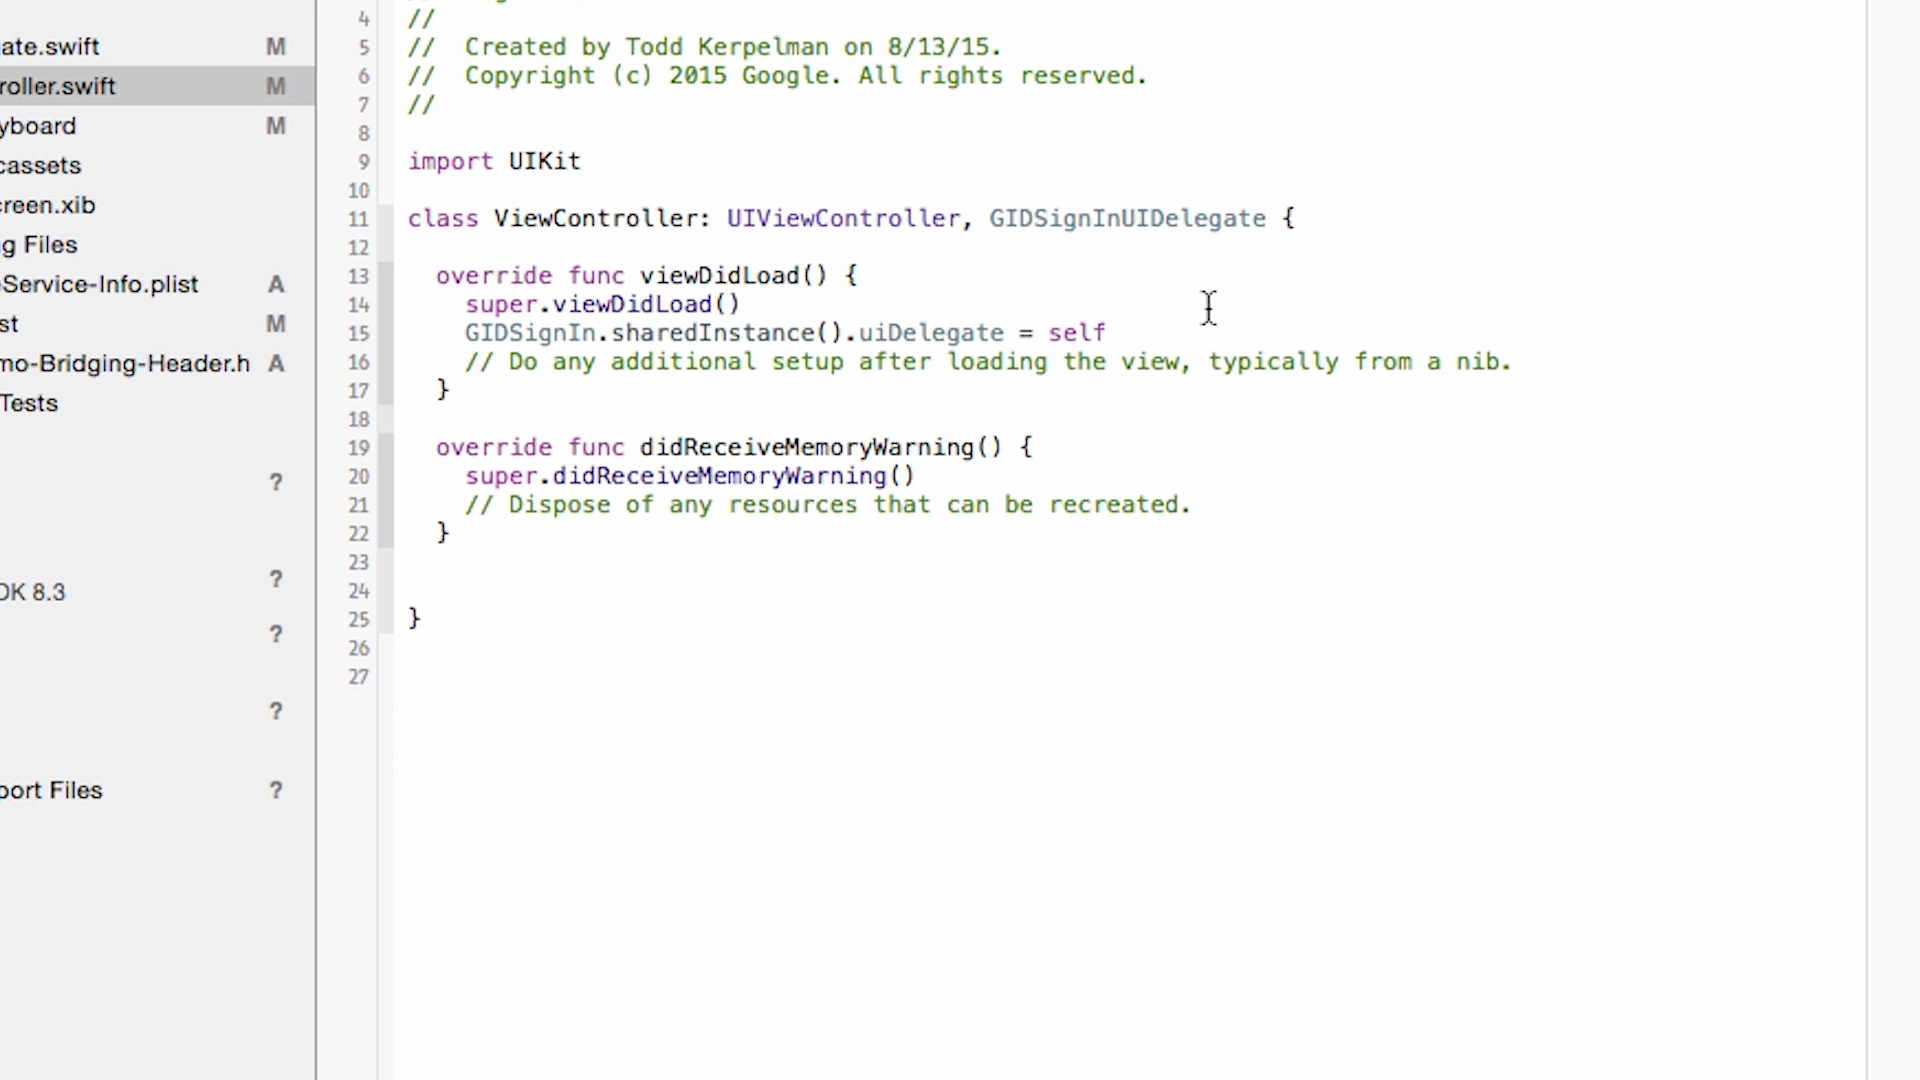 ate.swift M
roller.swift M
yboard M
cassets
creen.xib
g Files
Service-Info.plist A
st M
mo-Bridging-Header.h A
Tests
?
?
OK 8.3
?
?
port Files ?
4 //
5 //  Created by Todd Kerpelman on 8/13/15.
6 //  Copyright (c) 2015 Google. All rights reserved.
7 //
8
9 import UIKit
10
11 class ViewController: UIViewController, GIDSignInUIDelegate {
12
13   override func viewDidLoad() {
14     super.viewDidLoad()
15     GIDSignIn.sharedInstance().uiDelegate = self
16     // Do any additional setup after loading the view, typically from a nib.
17   }
18
19   override func didReceiveMemoryWarning() {
20     super.didReceiveMemoryWarning()
21     // Dispose of any resources that can be recreated.
22   }
23
24
25 }
26
27